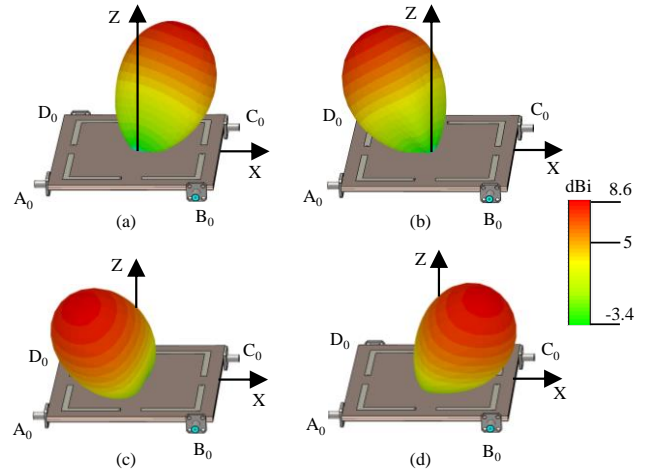 Z
Z
D₀
C₀
D₀
C₀
X
X
A₀
B₀
A₀
B₀
(a)
(b)
dBi
8.6
5
-3.4
Z
Z
D₀
C₀
D₀
C₀
X
X
A₀
B₀
A₀
B₀
(c)
(d)